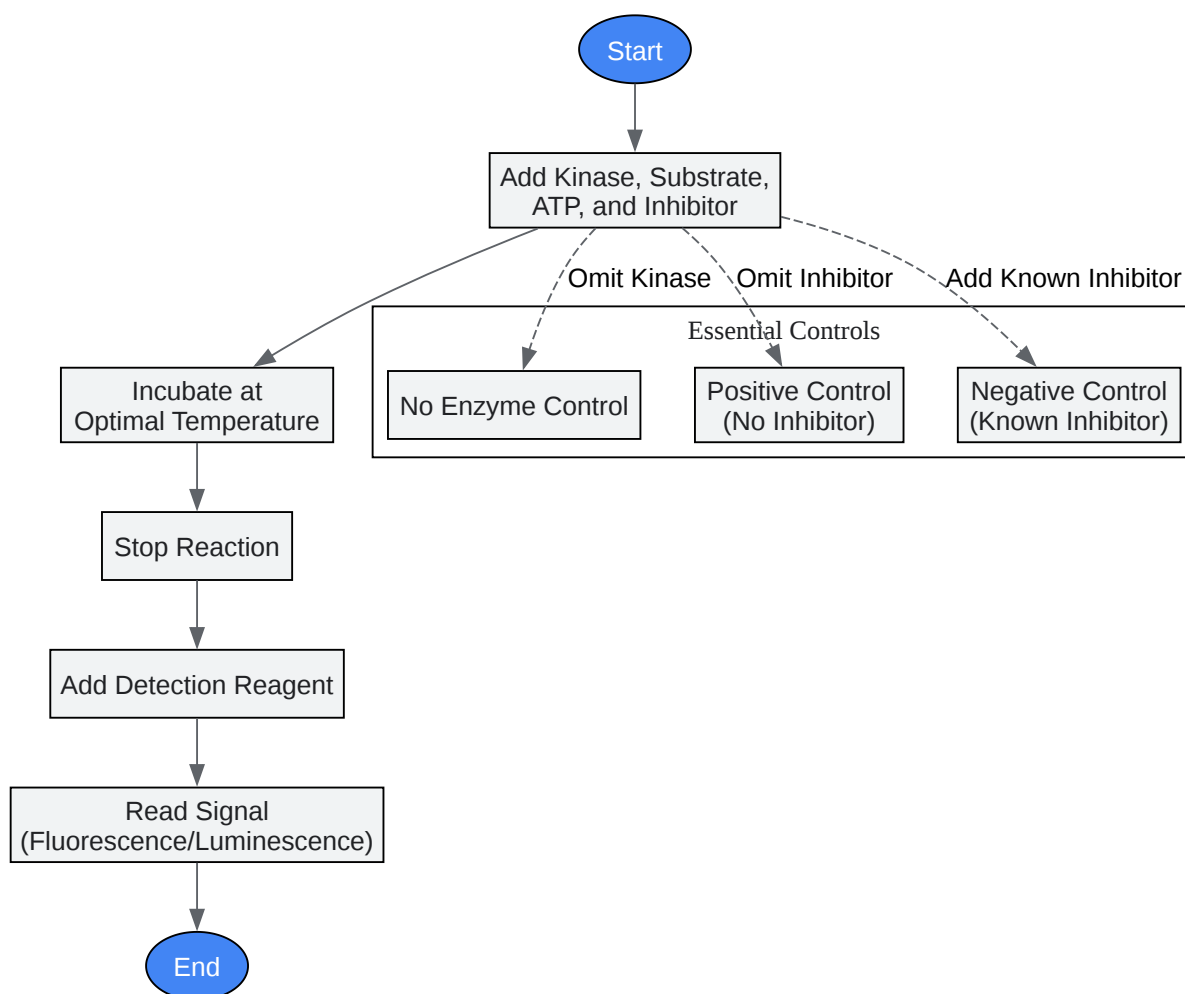 Start
Add Kinase, Substrate,
ATP, and Inhibitor
Omit Kinase
Omit Inhibitor
Add Known Inhibitor
Essential Controls
Incubate at
Optimal Temperature
No Enzyme Control
Positive Control
(No Inhibitor)
Negative Control
(Known Inhibitor)
Stop Reaction
Add Detection Reagent
Read Signal
(Fluorescence/Luminescence)
End